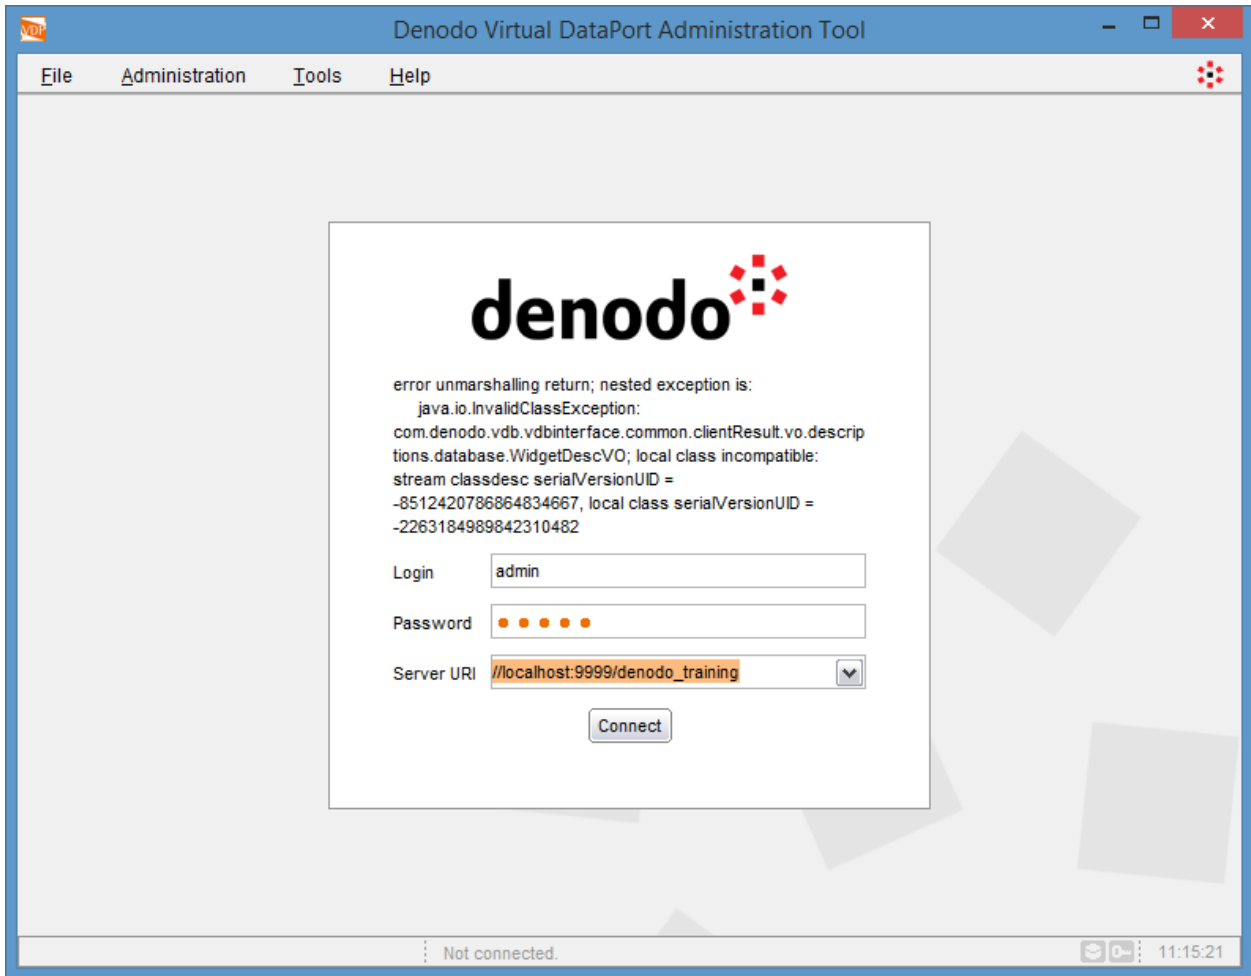 VDP
Denodo Virtual DataPort Administration Tool
File Administration Tools Help
denodo
error unmarshalling return; nested exception is:
java.io.InvalidClassException:
com.denodo.vdb.vdbinterface.common.clientResult.vo.descrip
tions.database.WidgetDescVO; local class incompatible:
stream classdesc serialVersionUID =
-8512420786864834667, local class serialVersionUID =
-2263184989842310482
Login admin
Password
Server URI //localhost:9999/denodo_training
Connect
Not connected. 11:15:21